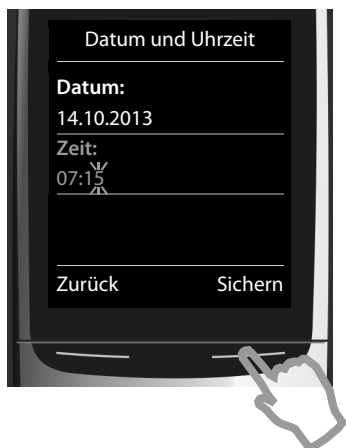 Datum und Uhrzeit
Datum:
14.10.2013
Zeit:
07:15
Zurück Sichern